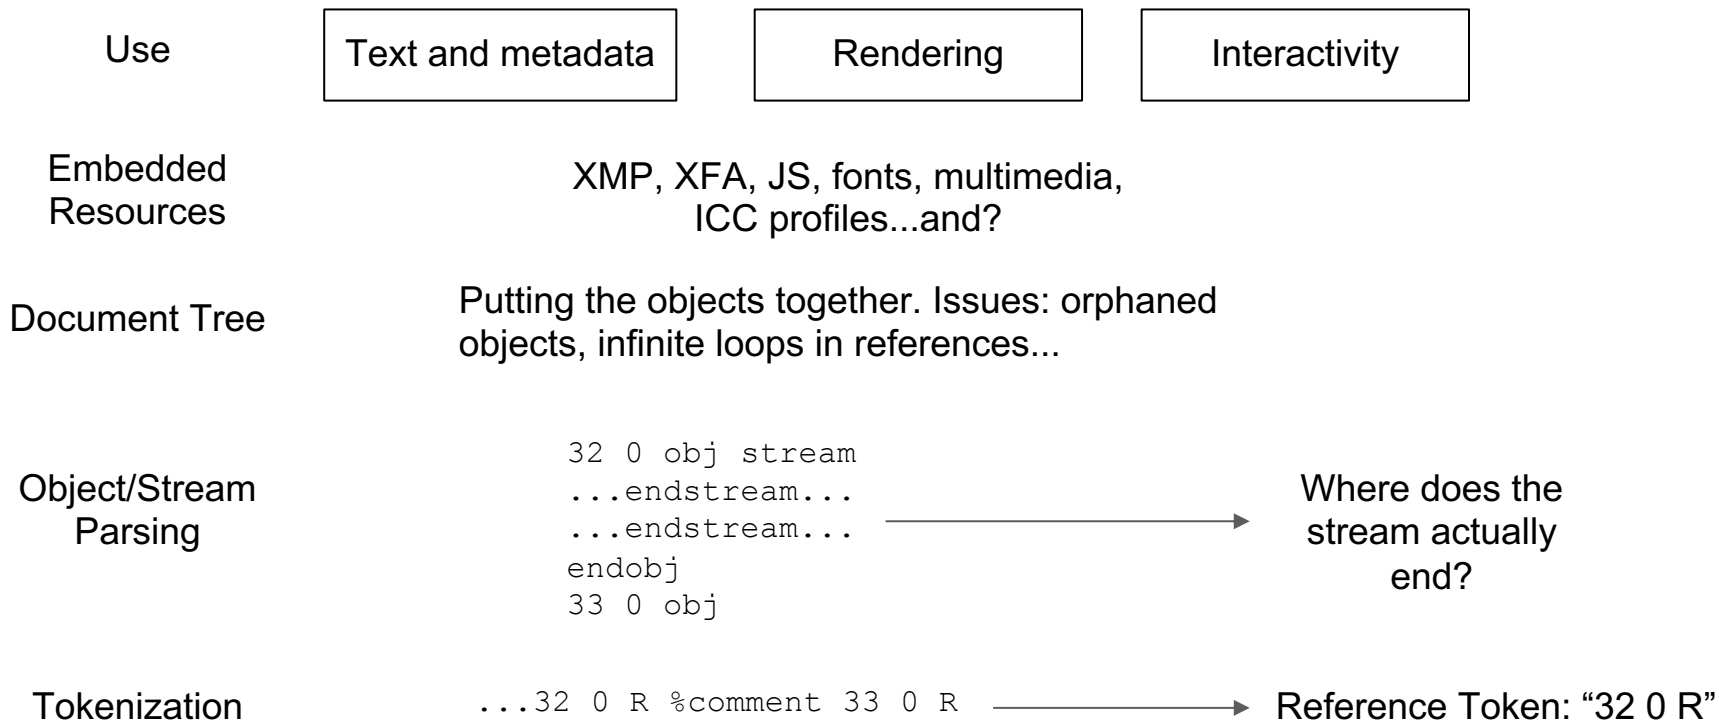 Use
Text and metadata
Rendering
Interactivity
Embedded
Resources
XMP, XFA, JS, fonts, multimedia,
ICC profiles...and?
Document Tree
Putting the objects together. Issues: orphaned
objects, infinite loops in references...
Object/Stream
Parsing
32 0 obj stream
...endstream...
...endstream...
endobj
33 0 obj
Where does the
stream actually
end?
Tokenization
...32 0 R %comment 33 0 R
Reference Token: “32 0 R”